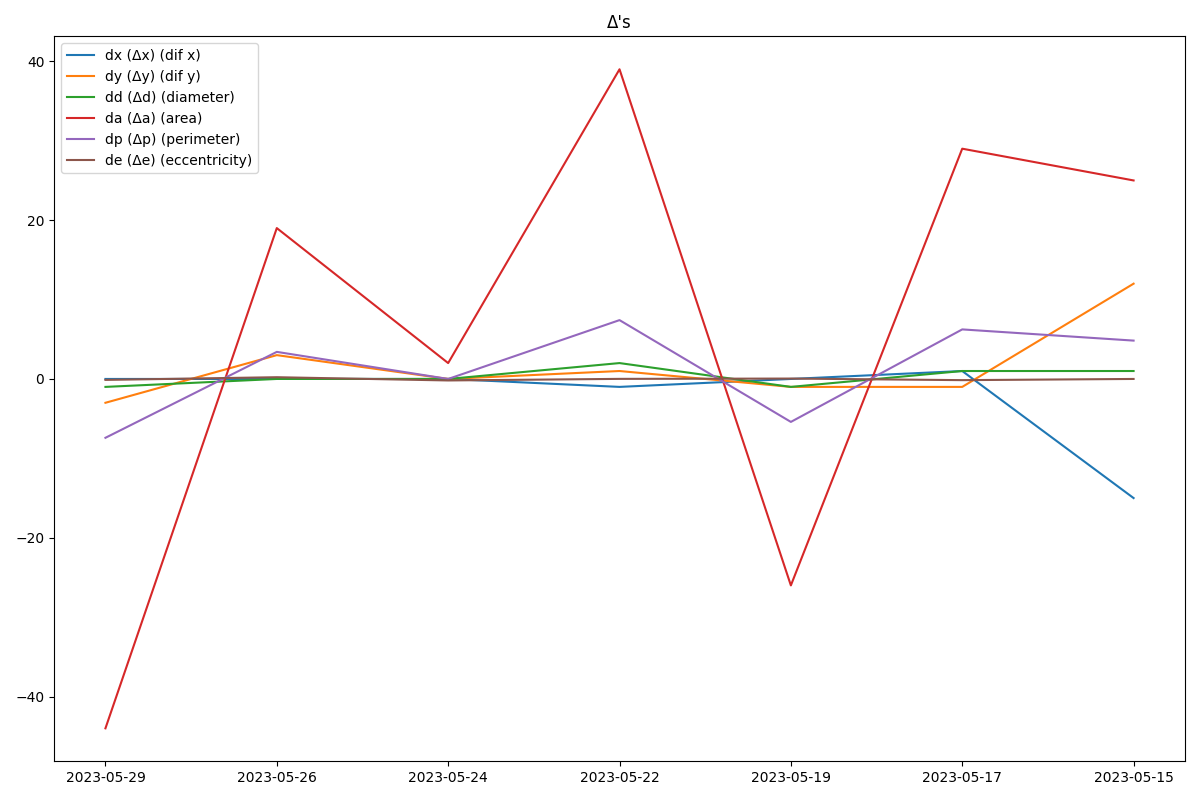 Δ's
dx (Δx) (dif x)
dy (Δy) (dif y)
dd (Δd) (diameter)
da (Δa) (area)
dp (Δp) (perimeter)
de (Δe) (eccentricity)
40
20
0
−20
−40
2023-05-29 2023-05-26 2023-05-24 2023-05-22 2023-05-19 2023-05-17 2023-05-15